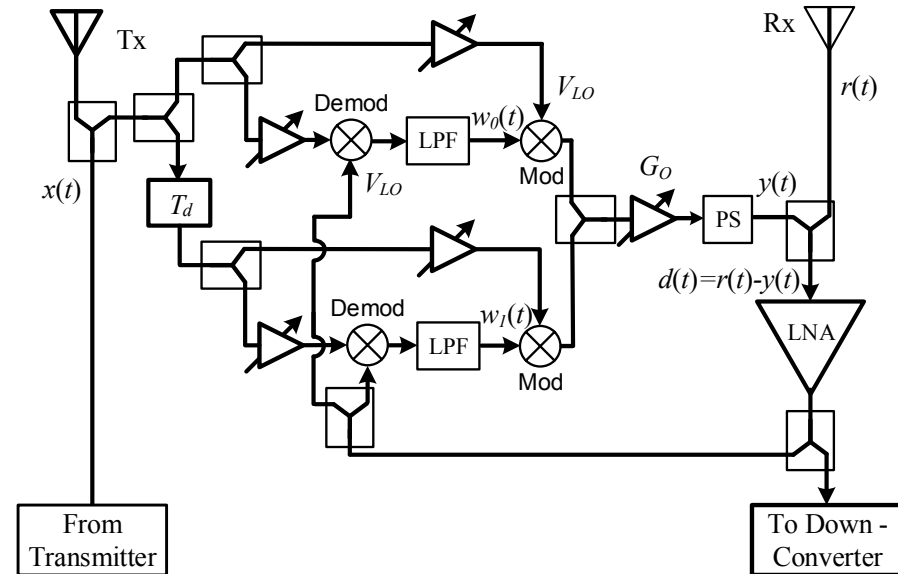 Tx
Rx
V_LO
r(t)
Demod
w_0(t)
LPF
x(t)
V_LO
Mod
G_O
y(t)
T_d
PS
d(t)=r(t)-y(t)
Demod
w_1(t)
LPF
LNA
Mod
From
Transmitter
To Down -
Converter